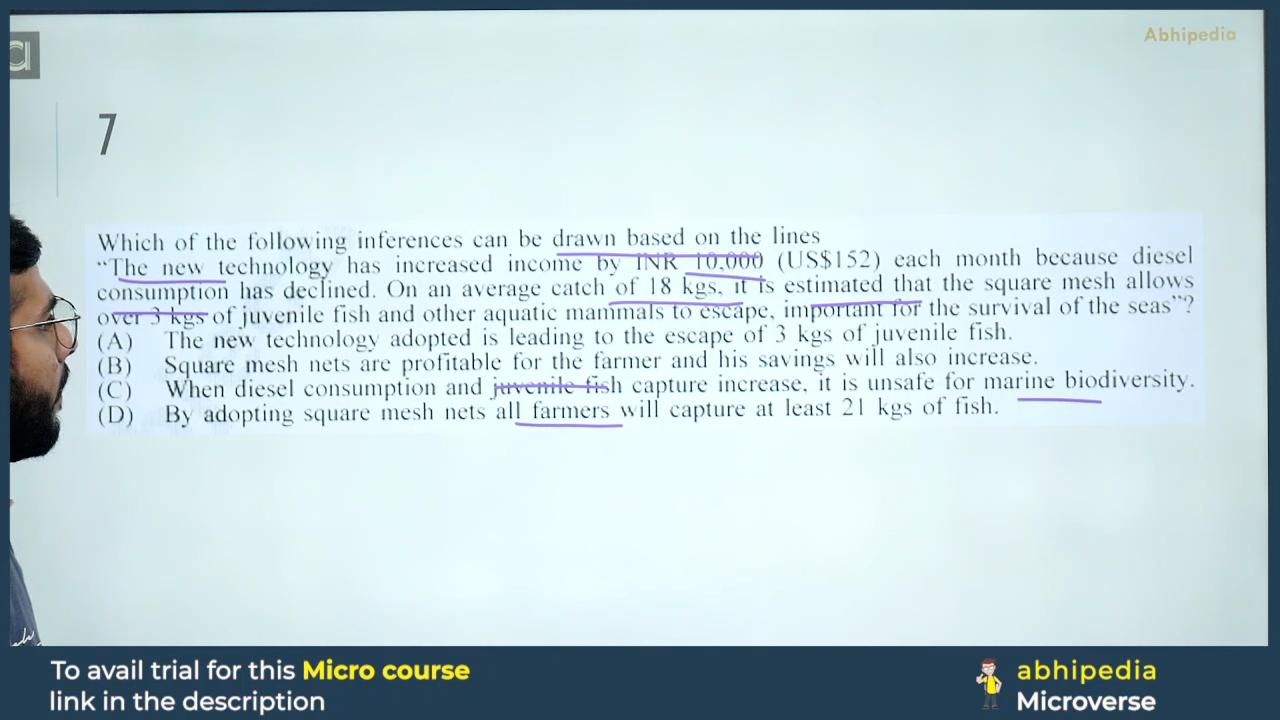 Abhipedia
a
7
Which of the following inferences can be drawn based on the lines
“The new technology has increased income by INR 10,000 (US$152) each month because diesel
consumption has declined. On an average catch of 18 kgs, it is estimated that the square mesh allows
over 3 kgs of juvenile fish and other aquatic mammals to escape, important for the survival of the seas”?
(A) The new technology adopted is leading to the escape of 3 kgs of juvenile fish.
(B) Square mesh nets are profitable for the farmer and his savings will also increase.
(C) When diesel consumption and juvenile fish capture increase, it is unsafe for marine biodiversity.
(D) By adopting square mesh nets all farmers will capture at least 21 kgs of fish.
To avail trial for this Micro course
link in the description
abhipedia
Microverse